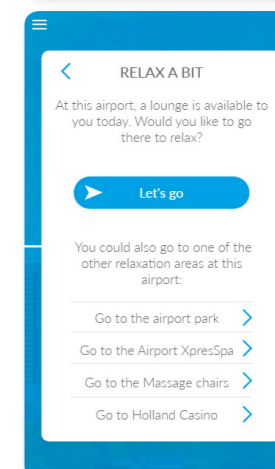 RELAX A BIT
At this airport, a lounge is available to
you today. Would you like to go
there to relax?
Let's go
You could also go to one of the
other relaxation areas at this
airport:
Go to the airport park
Go to the Airport XpresSpa
Go to the Massage chairs
Go to Holland Casino